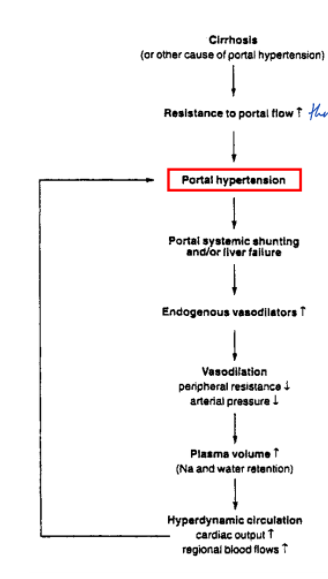 Cirrhosis
(or other cause of portal hypertension)
Resistance to portal flow ↑
Portal hypertension
Portal systemic shunting
and/or liver failure
Endogenous vasodilators ↑
Vasodilation
peripheral resistance ↓
arterial pressure ↓
Plasma volume ↑
(Na and water retention)
Hyperdynamic circulation
cardiac output ↑
regional blood flows ↑